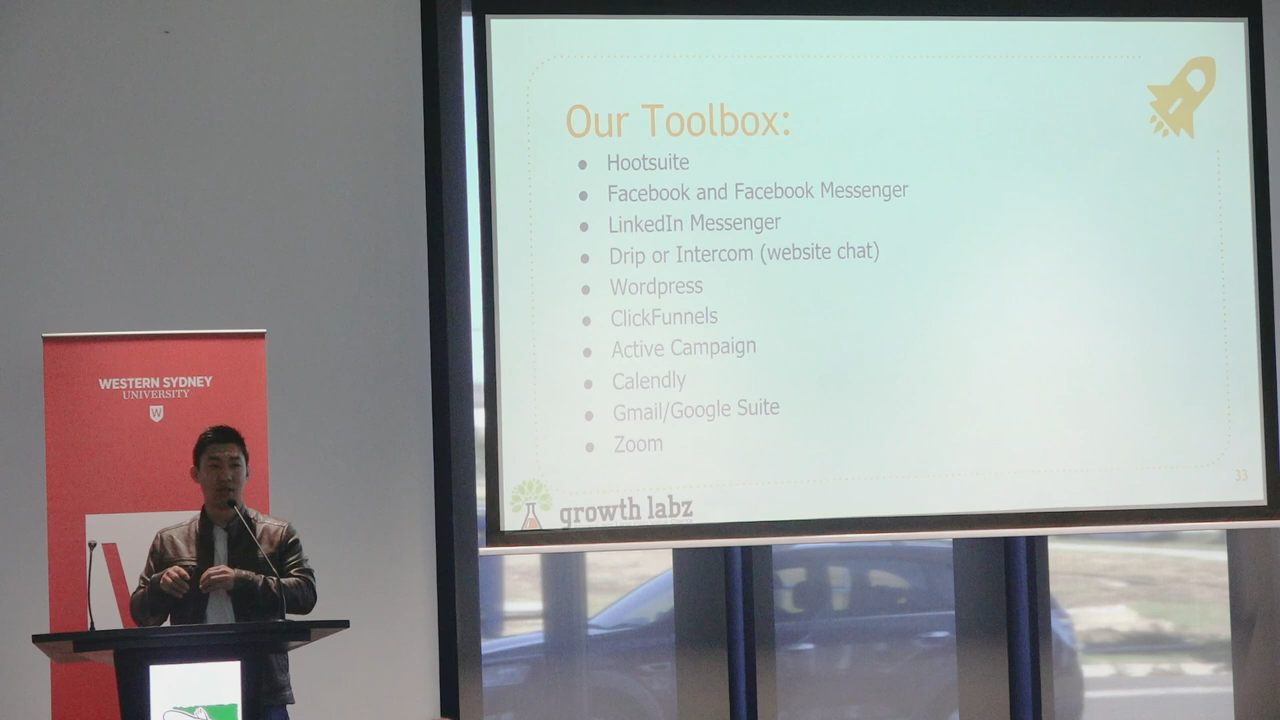 Our Toolbox:
● Hootsuite
● Facebook and Facebook Messenger
● LinkedIn Messenger
● Drip or Intercom (website chat)
● Wordpress
● ClickFunnels
● Active Campaign
● Calendly
● Gmail/Google Suite
● Zoom
33
growth labz
WESTERN SYDNEY
UNIVERSITY
W